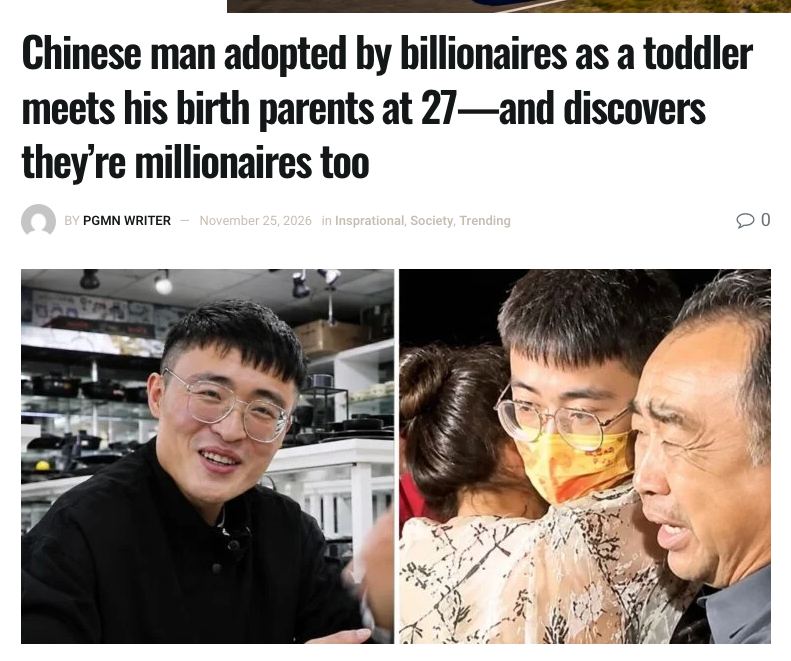 Chinese man adopted by billionaires as a toddler
meets his birth parents at 27—and discovers
they're millionaires too
BY PGMN WRITER — November 25, 2026 in Insprational, Society, Trending 0